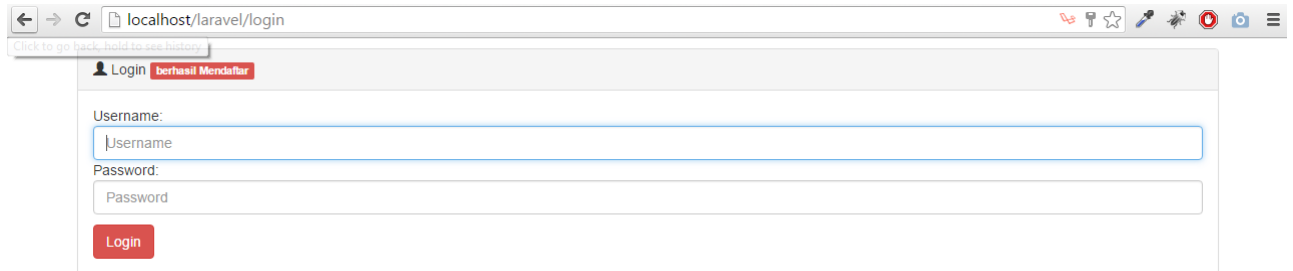 localhost/laravel/login
Click to go back, hold to see history
Login berhasil Mendaftar
Username:
Username
Password:
Password
Login